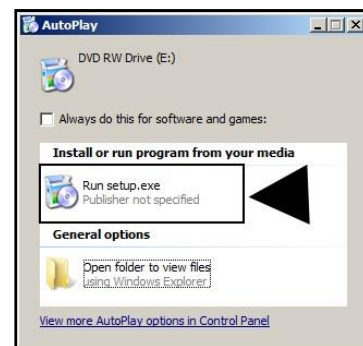 AutoPlay
DVD RW Drive (E:)
Always do this for software and games:
Install or run program from your media
Run setup.exe
Publisher not specified
General options
Open folder to view files
using Windows Explorer
View more AutoPlay options in Control Panel